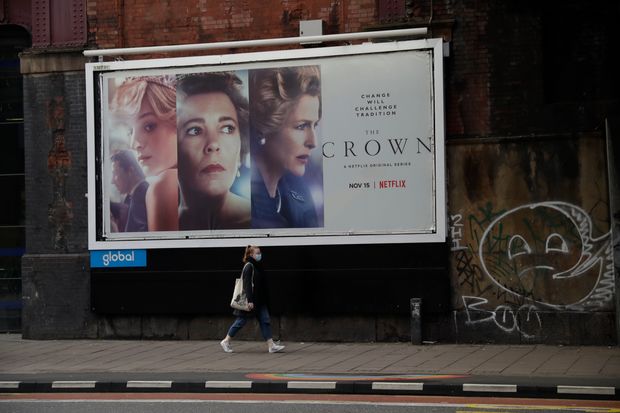 CHANGE
WILL
CHALLENGE
TRADITION
THE
CROWN
A NETFLIX ORIGINAL SERIES
NOV 15 | NETFLIX
global